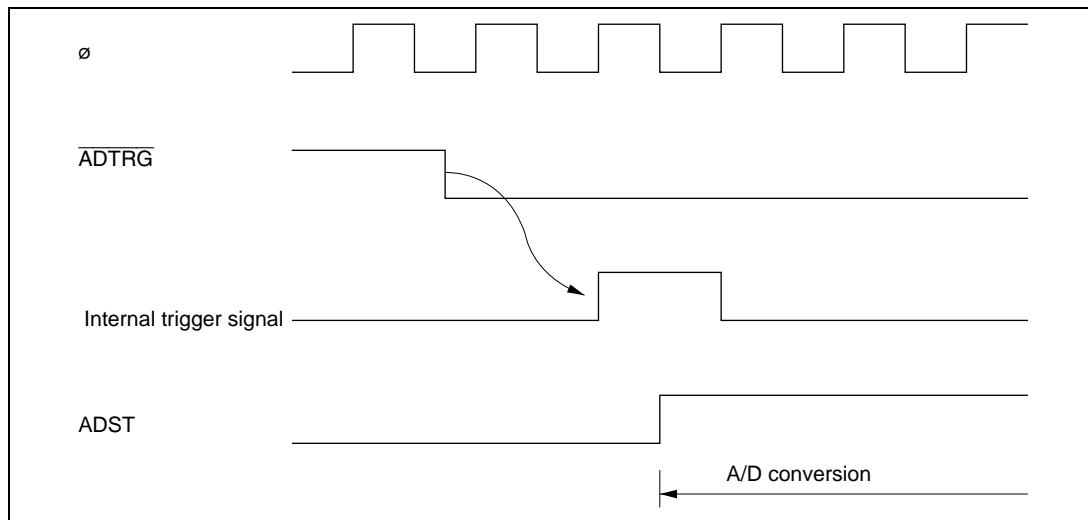 ø
ADTRG
Internal trigger signal
ADST
A/D conversion